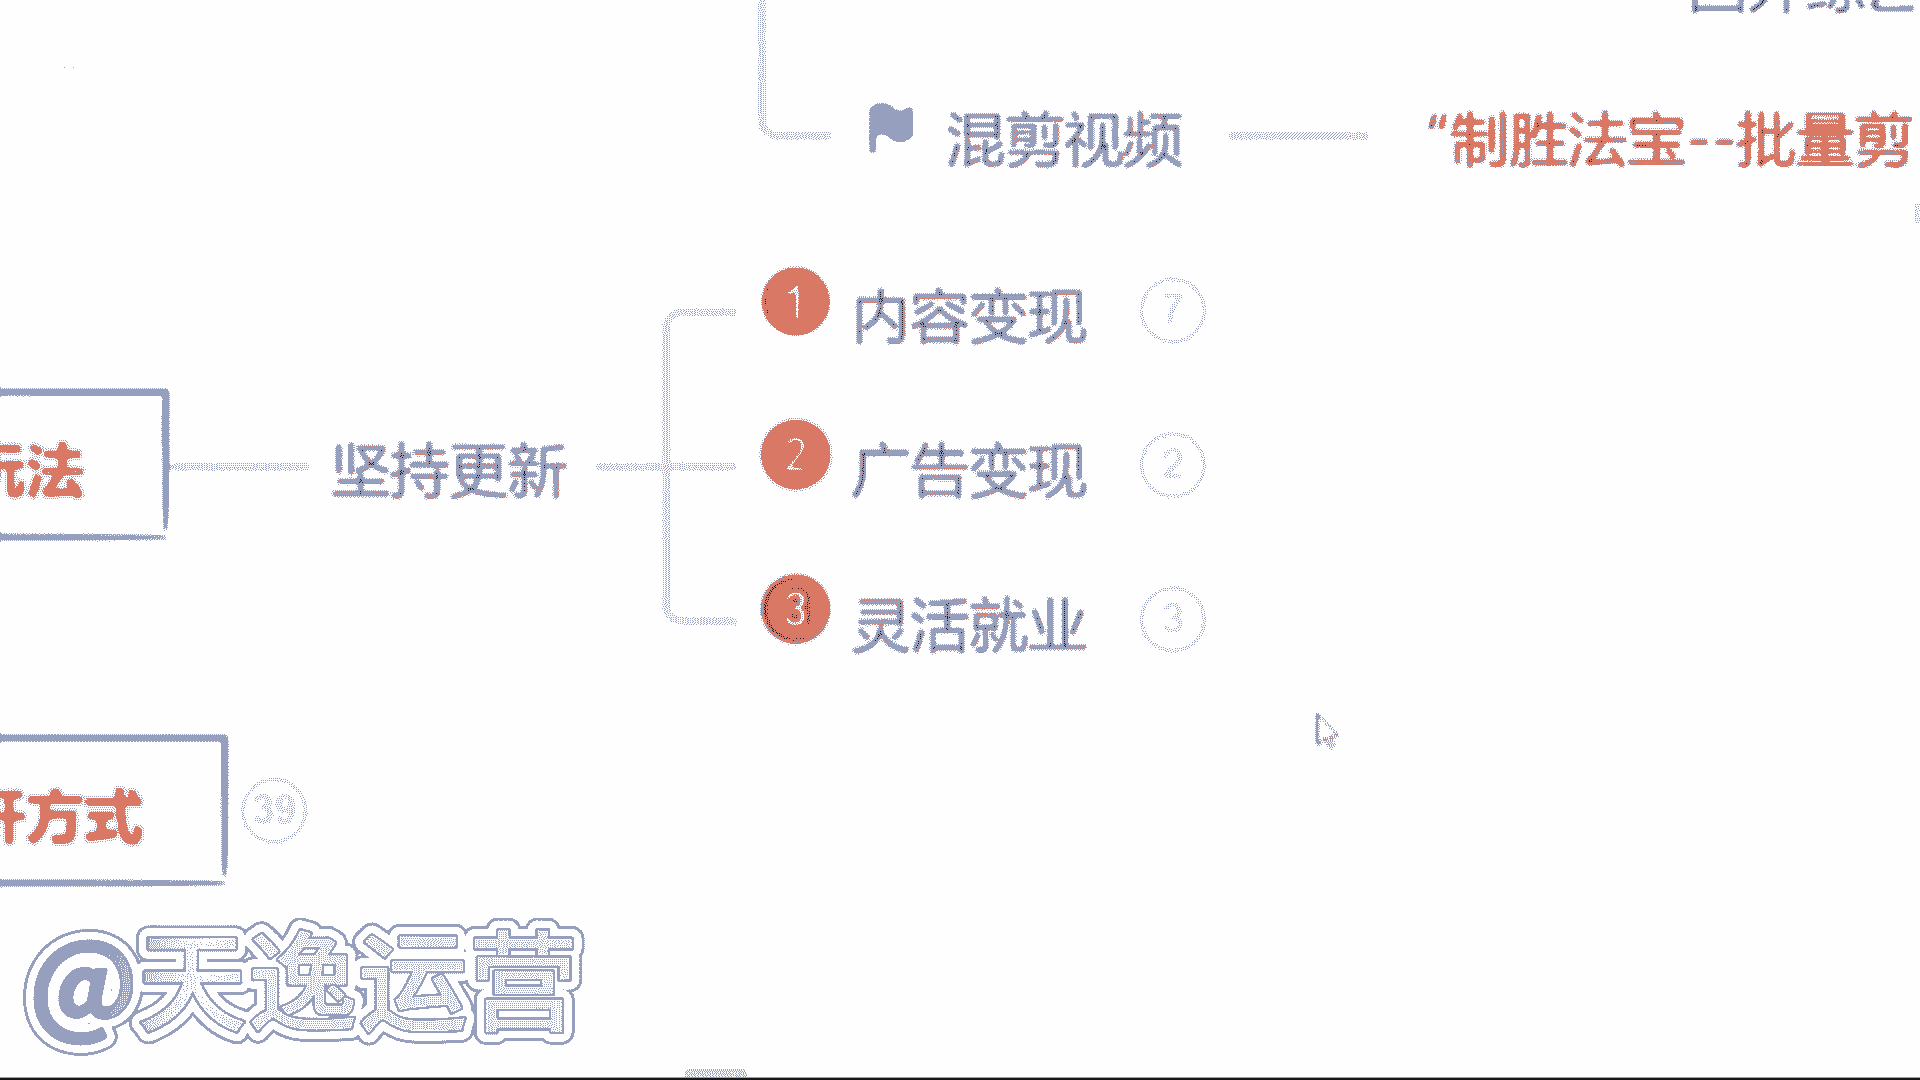 混剪视频
“制胜法宝--批量剪
1 内容变现 7
玩法
坚持更新
2 广告变现 2
3 灵活就业 3
方式 39
@天逸运营